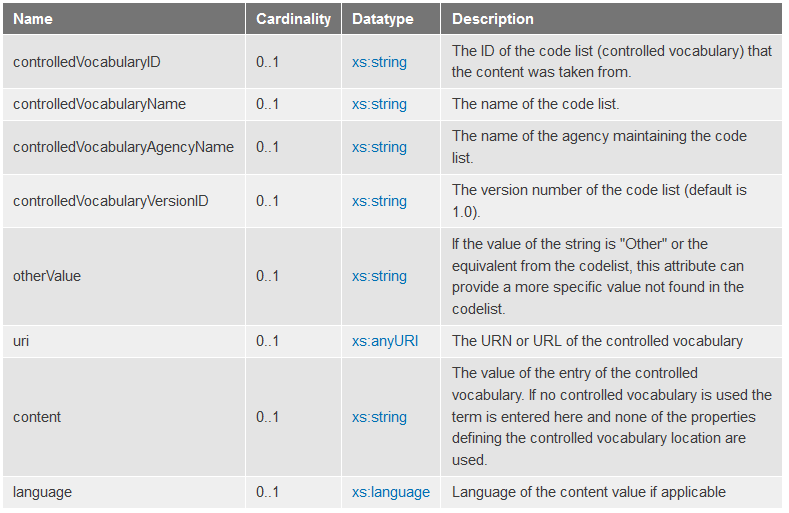 Name Cardinality Datatype Description
controlledVocabularyID 0..1 xs:string The ID of the code list (controlled vocabulary) that
the content was taken from.
controlledVocabularyName 0..1 xs:string The name of the code list.
controlledVocabularyAgencyName 0..1 xs:string The name of the agency maintaining the code
list.
controlledVocabularyVersionID 0..1 xs:string The version number of the code list (default is
1.0).
otherValue 0..1 xs:string If the value of the string is "Other" or the
equivalent from the codelist, this attribute can
provide a more specific value not found in the
codelist.
uri 0..1 xs:anyURI The URN or URL of the controlled vocabulary
content 0..1 xs:string The value of the entry of the controlled
vocabulary. If no controlled vocabulary is used the
term is entered here and none of the properties
defining the controlled vocabulary location are
used.
language 0..1 xs:language Language of the content value if applicable